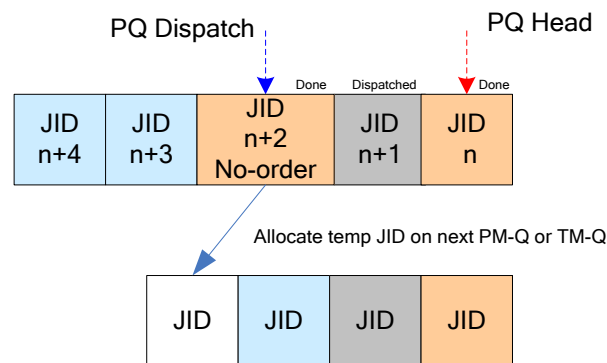 PQ Dispatch
PQ Head
Done
Dispatched
Done
JID
n+4
JID
n+3
JID
n+2
No-order
JID
n+1
JID
n
Allocate temp JID on next PM-Q or TM-Q
JID
JID
JID
JID